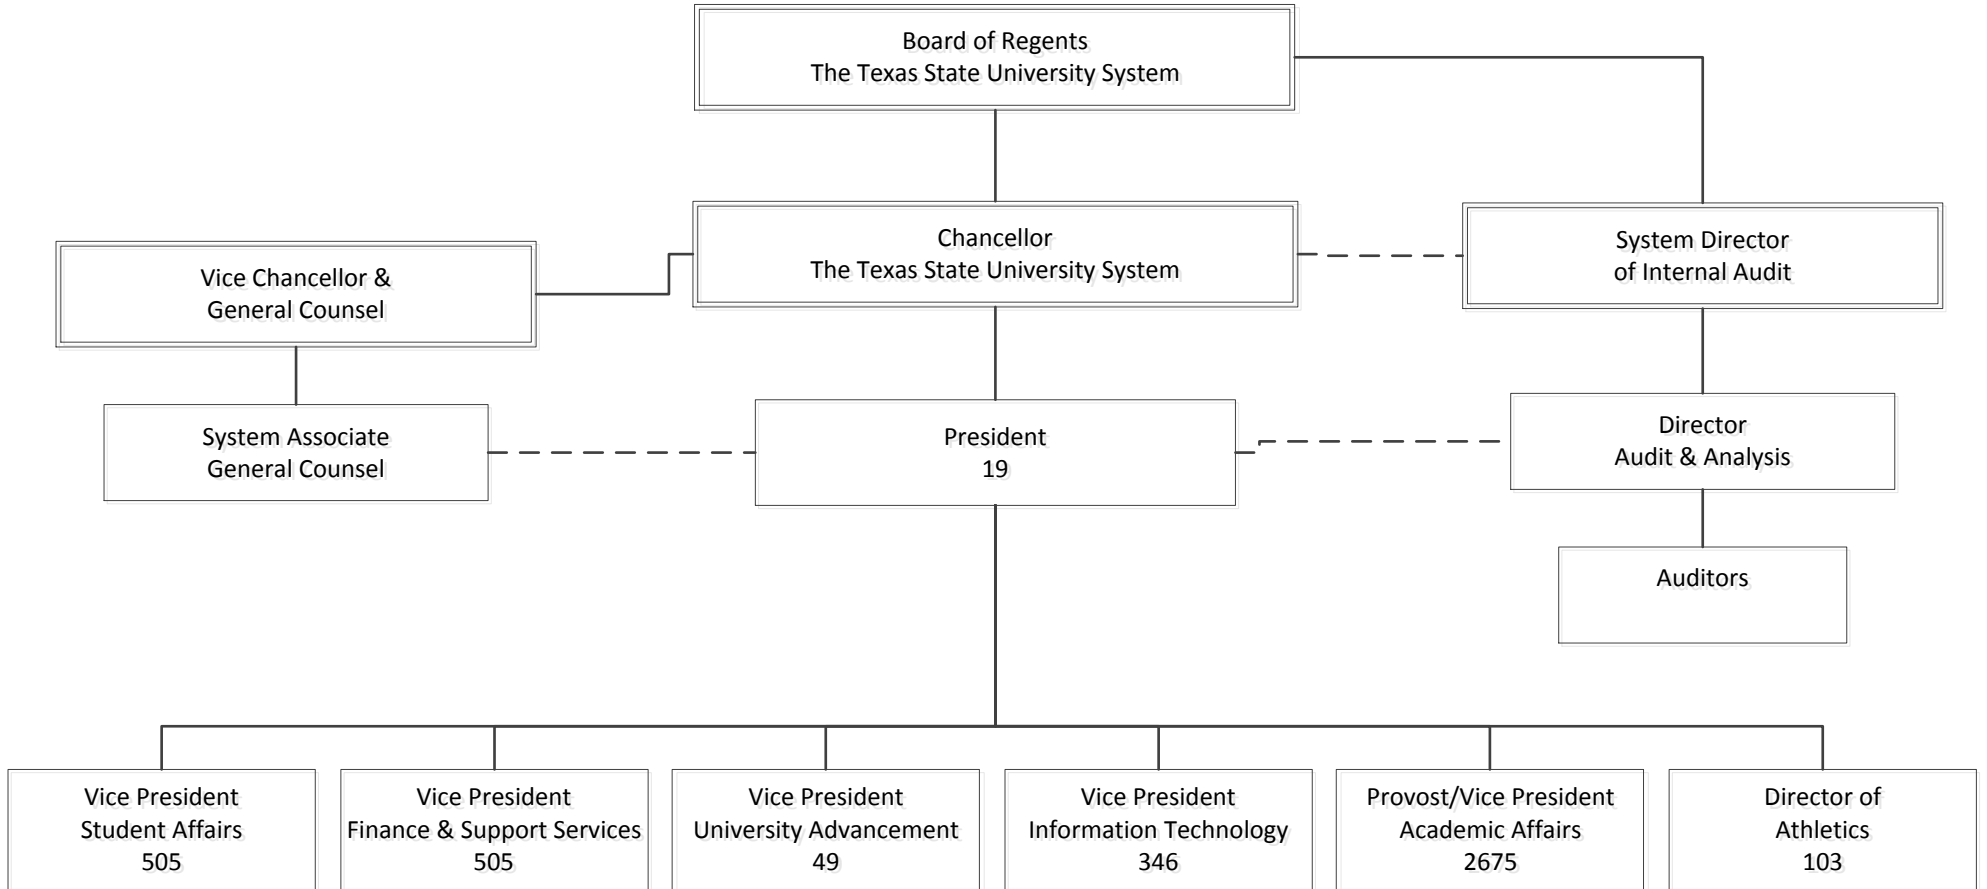 Board of Regents
The Texas State University System
Chancellor
The Texas State University System
System Director
of Internal Audit
Vice Chancellor &
General Counsel
System Associate
General Counsel
President
19
Director
Audit & Analysis
Auditors
Vice President
Student Affairs
505
Vice President
Finance & Support Services
505
Vice President
University Advancement
49
Vice President
Information Technology
346
Provost/Vice President
Academic Affairs
2675
Director of
Athletics
103